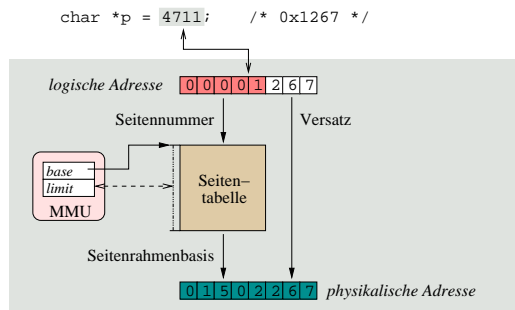 char *p = 4711;    /* 0x1267 */
logische Adresse
0 0 0 0 1 2 6 7
Seitennummer
Versatz
base
limit
MMU
Seiten–
tabelle
Seitenrahmenbasis
0 1 5 0 2 2 6 7
physikalische Adresse